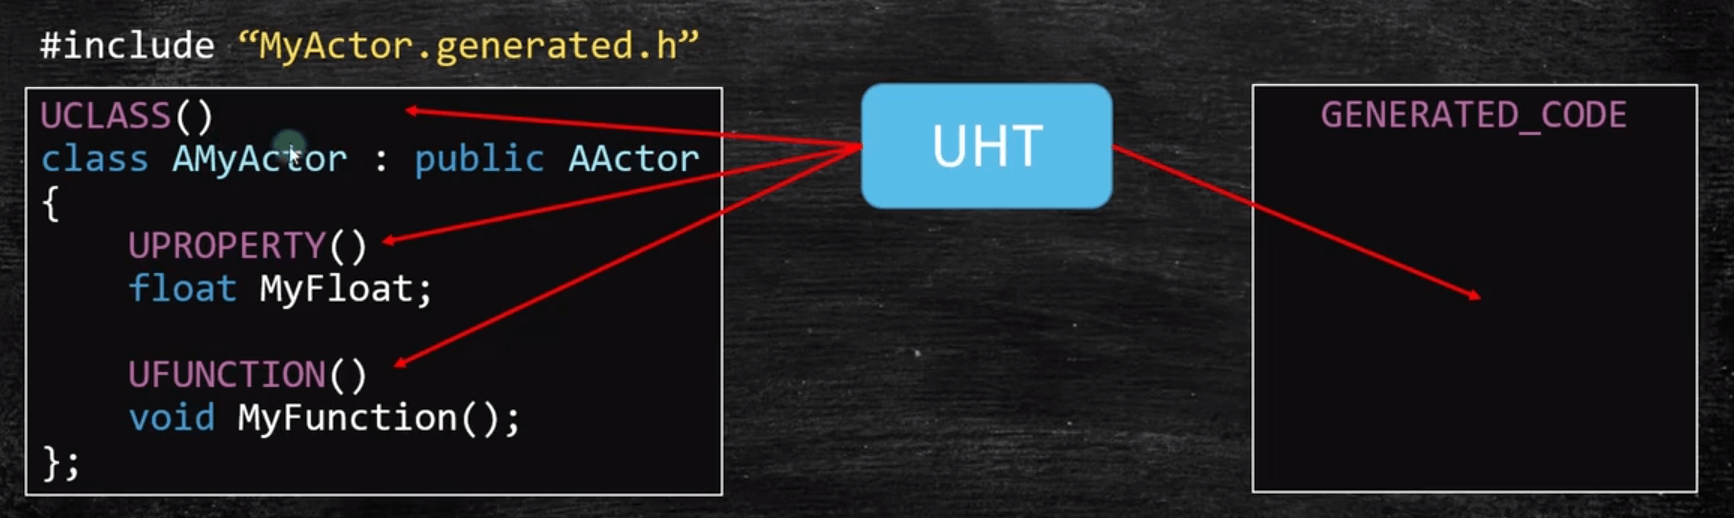 #include “MyActor.generated.h”
UCLASS()
class AMyActor : public AActor
{
UPROPERTY()
float MyFloat;
UFUNCTION()
void MyFunction();
};
UHT
GENERATED_CODE